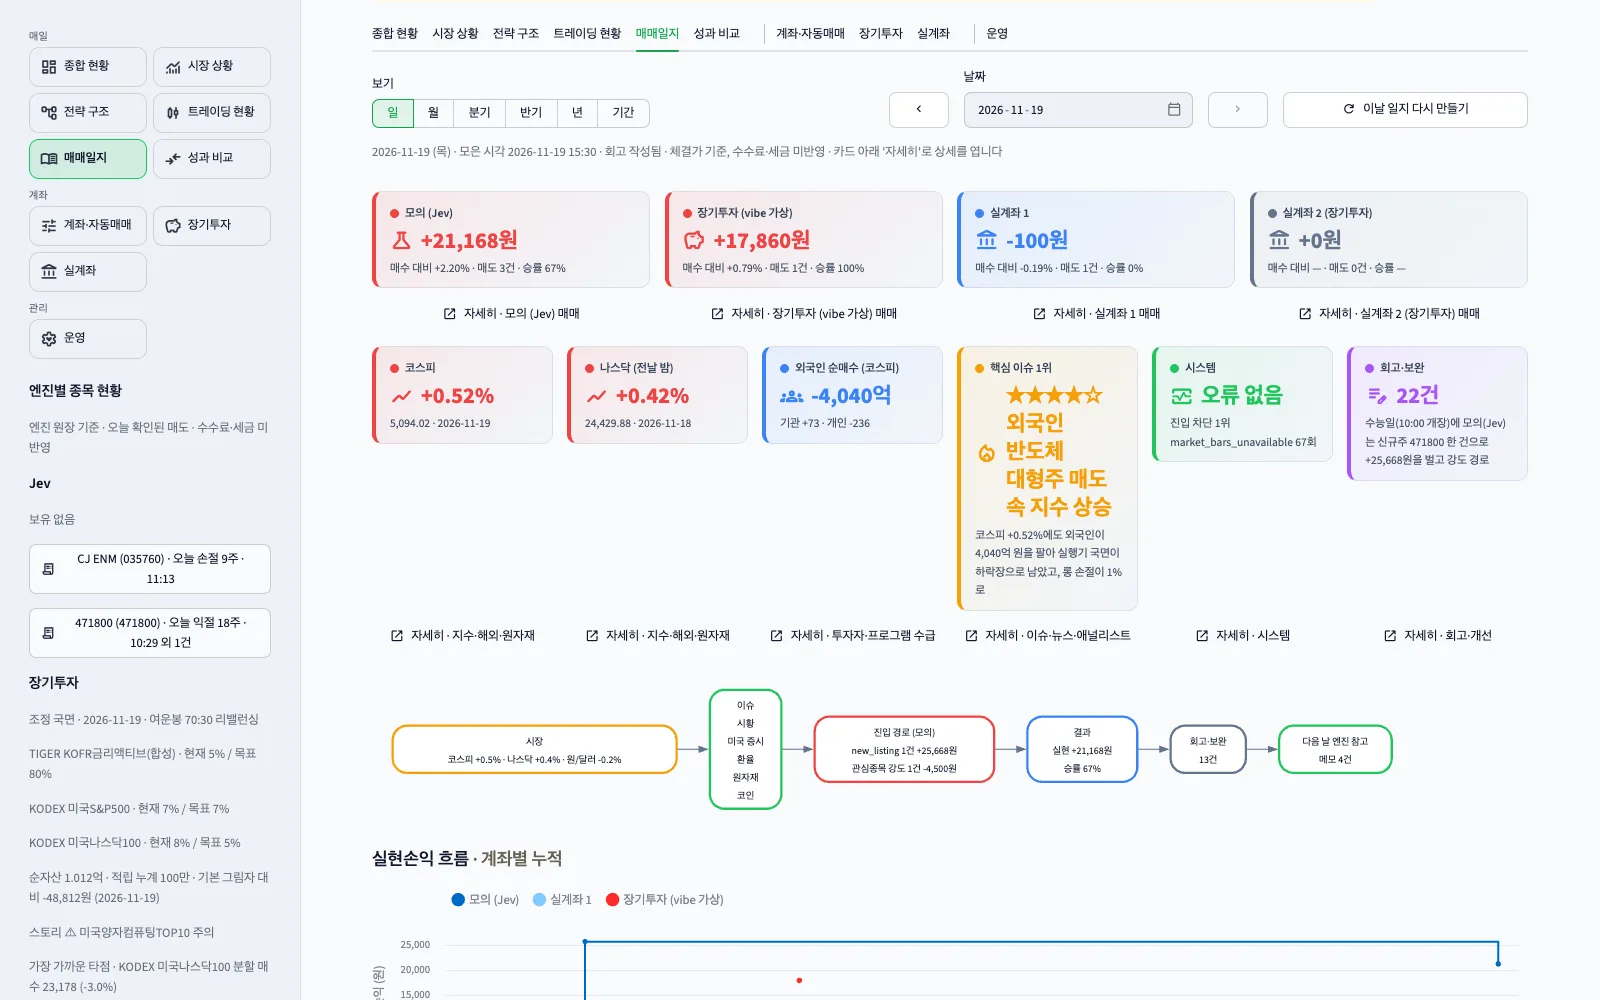 매일
종합 현황
시장 상황
전략 구조
트레이딩 현황
매매일지
성과 비교
계좌
계좌·자동매매
장기투자
실계좌
관리
운영
엔진별 종목 현황
엔진 원장 기준 · 오늘 확인된 매도 · 수수료·세금 미
반영
Jev
보유 없음
CJ ENM (035760) · 오늘 손절 9주 ·
11:13
471800 (471800) · 오늘 익절 18주 ·
10:29 외 1건
장기투자
조정 국면 · 2026-11-19 · 여운봉 70:30 리밸런싱
TIGER KOFR금리액티브(합성) · 현재 5% / 목표
80%
KODEX 미국S&P500 · 현재 7% / 목표 7%
KODEX 미국나스닥100 · 현재 8% / 목표 5%
순자산 1.012억 · 적립 누계 100만 · 기본 그림자 대
비 -48,812원 (2026-11-19)
스토리 ⚠ 미국양자컴퓨팅TOP10 주의
가장 가까운 타점 · KODEX 미국나스닥100 분할 매
수 23,178 (-3.0%)
종합 현황 시장 상황 전략 구조 트레이딩 현황 매매일지 성과 비교 계좌·자동매매 장기투자 실계좌 운영
보기
일 월 분기 반기 년 기간
날짜
‹
2026-11-19
›
이날 일지 다시 만들기
2026-11-19 (목) · 모은 시각 2026-11-19 15:30 · 회고 작성됨 · 체결가 기준, 수수료·세금 미반영 · 카드 아래 '자세히'로 상세를 엽니다
모의 (Jev)
+21,168원
매수 대비 +2.20% · 매도 3건 · 승률 67%
장기투자 (vibe 가상)
+17,860원
매수 대비 +0.79% · 매도 1건 · 승률 100%
실계좌 1
-100원
매수 대비 -0.19% · 매도 1건 · 승률 0%
실계좌 2 (장기투자)
+0원
매수 대비 — · 매도 0건 · 승률 —
자세히 · 모의 (Jev) 매매
자세히 · 장기투자 (vibe 가상) 매매
자세히 · 실계좌 1 매매
자세히 · 실계좌 2 (장기투자) 매매
코스피
+0.52%
5,094.02 · 2026-11-19
나스닥 (전날 밤)
+0.42%
24,429.88 · 2026-11-18
외국인 순매수 (코스피)
-4,040억
기관 +73 · 개인 -236
핵심 이슈 1위
★★★★☆
외국인
반도체
대형주 매도
속 지수 상승
코스피 +0.52%에도 외국인이
4,040억 원을 팔아 실행기 국면이
하락장으로 남았고, 롱 손절이 1%
로
시스템
오류 없음
진입 차단 1위
market_bars_unavailable 67회
회고·보완
22건
수능일(10:00 개장)에 모의(Jev)
는 신규주 471800 한 건으로
+25,668원을 벌고 강도 경로
자세히 · 지수·해외·원자재
자세히 · 지수·해외·원자재
자세히 · 투자자·프로그램 수급
자세히 · 이슈·뉴스·애널리스트
자세히 · 시스템
자세히 · 회고·개선
시장
코스피 +0.5% · 나스닥 +0.4% · 원/달러 -0.2%
이슈
시황
미국 증시
환율
원자재
코인
진입 경로 (모의)
new_listing 1건 +25,668원
관심종목 강도 1건 -4,500원
결과
실현 +21,168원
승률 67%
회고·보완
13건
다음 날 엔진 참고
메모 4건
실현손익 흐름 · 계좌별 누적
모의 (Jev) 실계좌 1 장기투자 (vibe 가상)
25,000
20,000
15,000